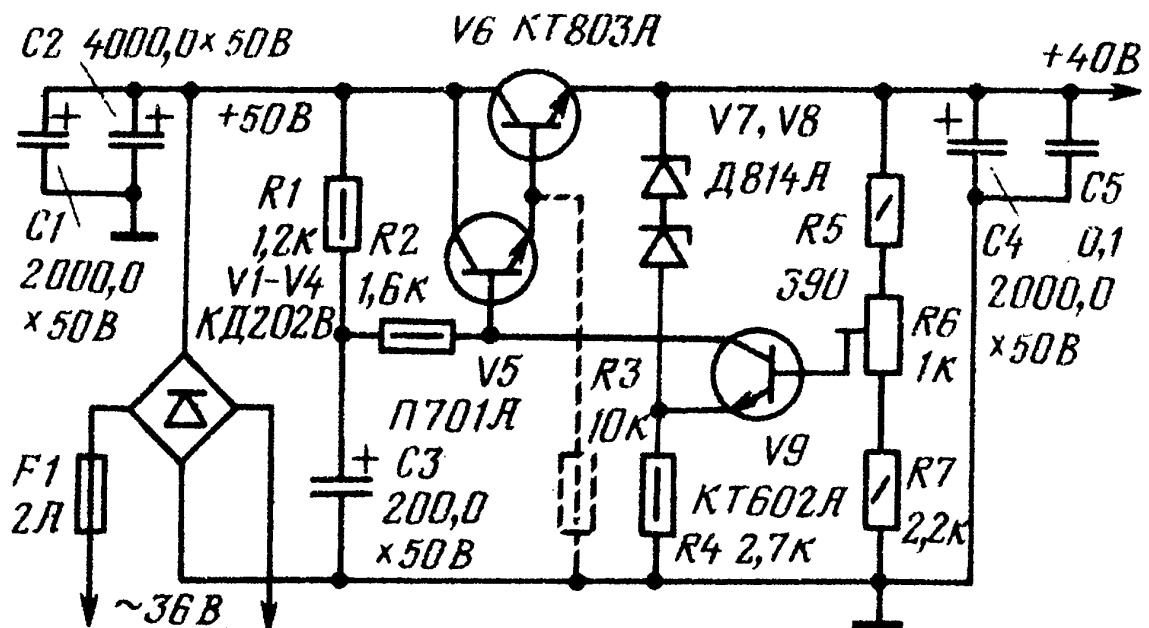 V6 КТ803А
C2 4000,0×50В
+40В
+
+
+50В
V7, V8
+
Д814А
C1
2000,0
×50В
R1
1,2к
R2
1,6к
V1-V4
КД202В
R5
390
C4
2000,0
×50В
C5
0,1
R6
1к
V5
П701А
R3
10к
V9
КТ602А
F1
2А
+
C3
200,0
×50В
R4 2,7к
R7
2,2к
~36В